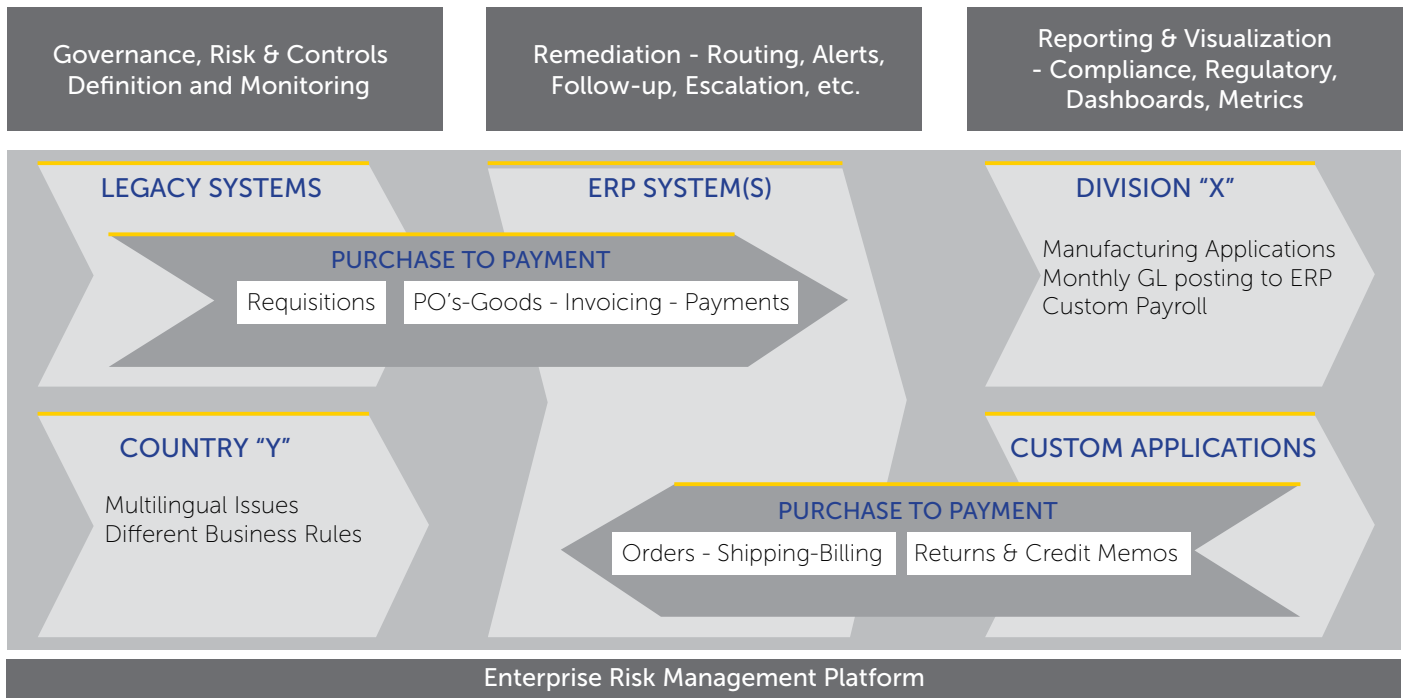 Governance, Risk & Controls
Definition and Monitoring
Remediation - Routing, Alerts,
Follow-up, Escalation, etc.
Reporting & Visualization
- Compliance, Regulatory,
Dashboards, Metrics
LEGACY SYSTEMS
ERP SYSTEM(S)
DIVISION “X”
PURCHASE TO PAYMENT
Requisitions
PO’s-Goods - Invoicing - Payments
Manufacturing Applications
Monthly GL posting to ERP
Custom Payroll
COUNTRY “Y”
Multilingual Issues
Different Business Rules
CUSTOM APPLICATIONS
PURCHASE TO PAYMENT
Orders - Shipping-Billing
Returns & Credit Memos
Enterprise Risk Management Platform